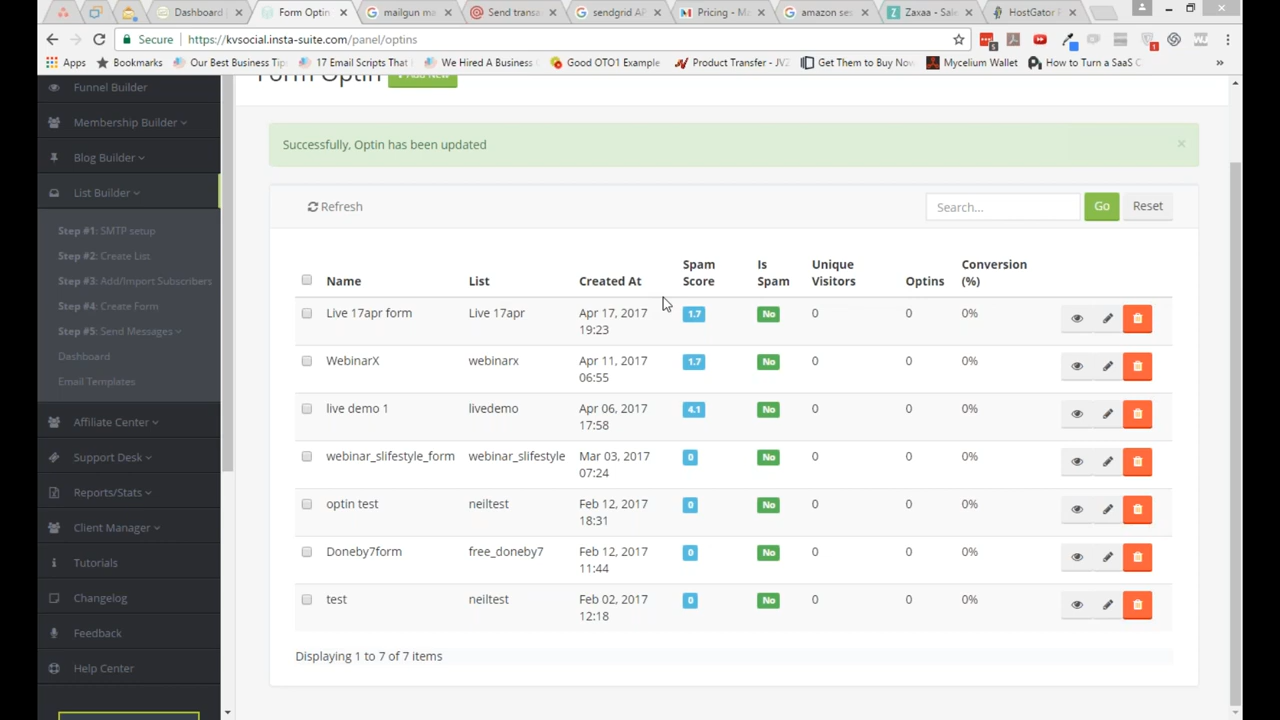 Dashboard |
Form Optin
mailgun ma
Send transa
sendgrid AP
Pricing - M
amazon ses
Zaxaa - Sale
HostGator P
Secure
https://kvsocial.insta-suite.com/panel/optins
Apps
Bookmarks
Our Best Business Tip
17 Email Scripts That
We Hired A Business
Good OTO1 Example
Product Transfer - JVZ
Get Them to Buy Now
Mycelium Wallet
How to Turn a SaaS C
»
Form Optin
Add New
Funnel Builder
Membership Builder
Blog Builder
List Builder
Step #1: SMTP setup
Step #2: Create List
Step #3: Add/Import Subscribers
Step #4: Create Form
Step #5: Send Messages
Dashboard
Email Templates
Affiliate Center
Support Desk
Reports/Stats
Client Manager
Tutorials
Changelog
Feedback
Help Center
Successfully, Optin has been updated ×
Refresh
Search... Go Reset
Name List Created At Spam Score Is Spam Unique Visitors Optins Conversion (%)
Live 17apr form Live 17apr Apr 17, 2017 19:23 1.7 No 0 0 0%
WebinarX webinarx Apr 11, 2017 06:55 1.7 No 0 0 0%
live demo 1 livedemo Apr 06, 2017 17:58 4.1 No 0 0 0%
webinar_slifestyle_form webinar_slifestyle Mar 03, 2017 07:24 0 No 0 0 0%
optin test neiltest Feb 12, 2017 18:31 0 No 0 0 0%
Doneby7form free_doneby7 Feb 12, 2017 11:44 0 No 0 0 0%
test neiltest Feb 02, 2017 12:18 0 No 0 0 0%
Displaying 1 to 7 of 7 items